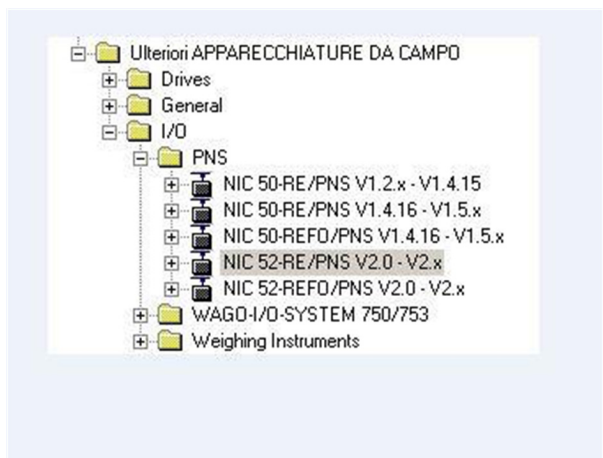 Ulteriori APPARECCHIATURE DA CAMPO
Drives
General
I/O
PNS
NIC 50-RE/PNS V1.2.x - V1.4.15
NIC 50-RE/PNS V1.4.16 - V1.5.x
NIC 50-REFO/PNS V1.4.16 - V1.5.x
NIC 52-RE/PNS V2.0 - V2.x
NIC 52-REFO/PNS V2.0 - V2.x
WAGO-I/O-SYSTEM 750/753
Weighing Instruments